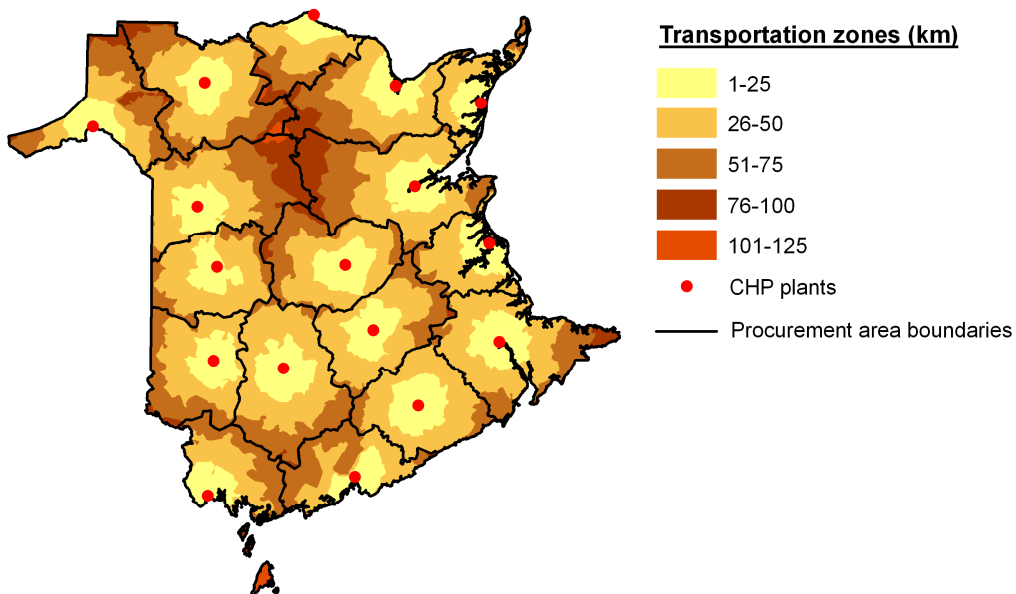 Transportation zones (km)
1-25
26-50
51-75
76-100
101-125
CHP plants
Procurement area boundaries